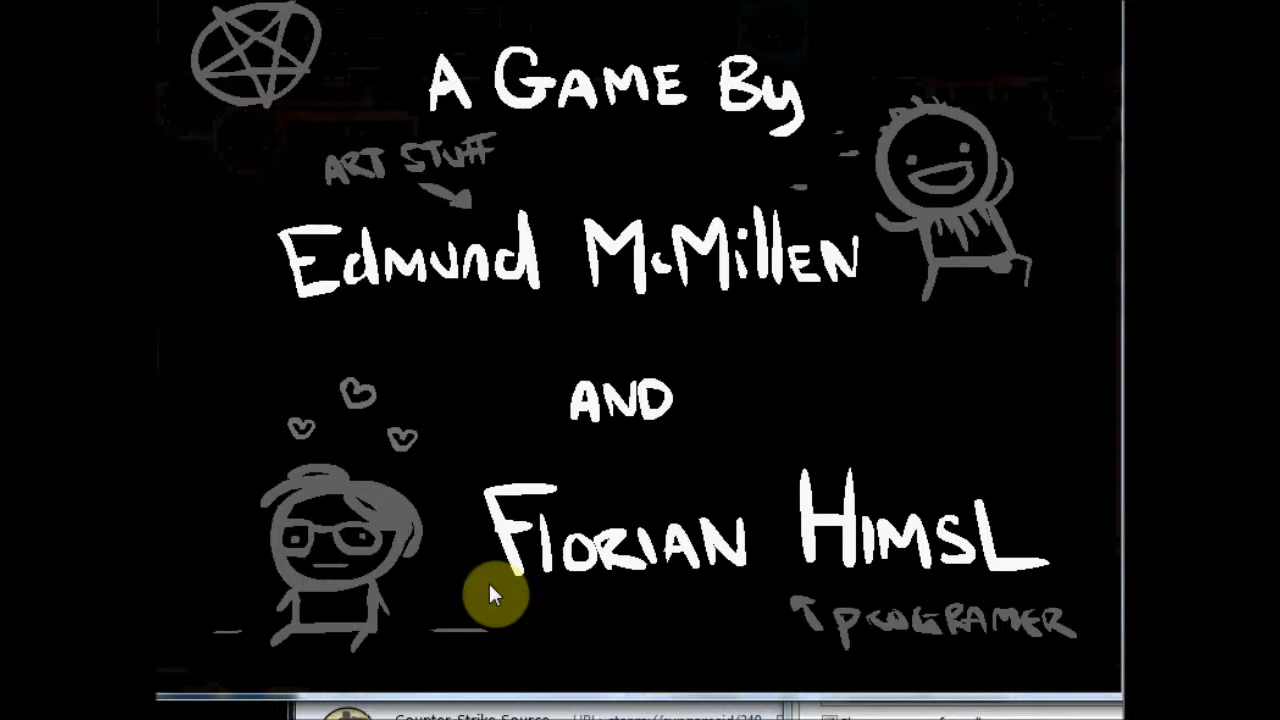 A GAME By
ART STUFF
Edmund McMillEN
AND
FlORIAN HIMSL
PROGRAMER
Counter-Strike Source